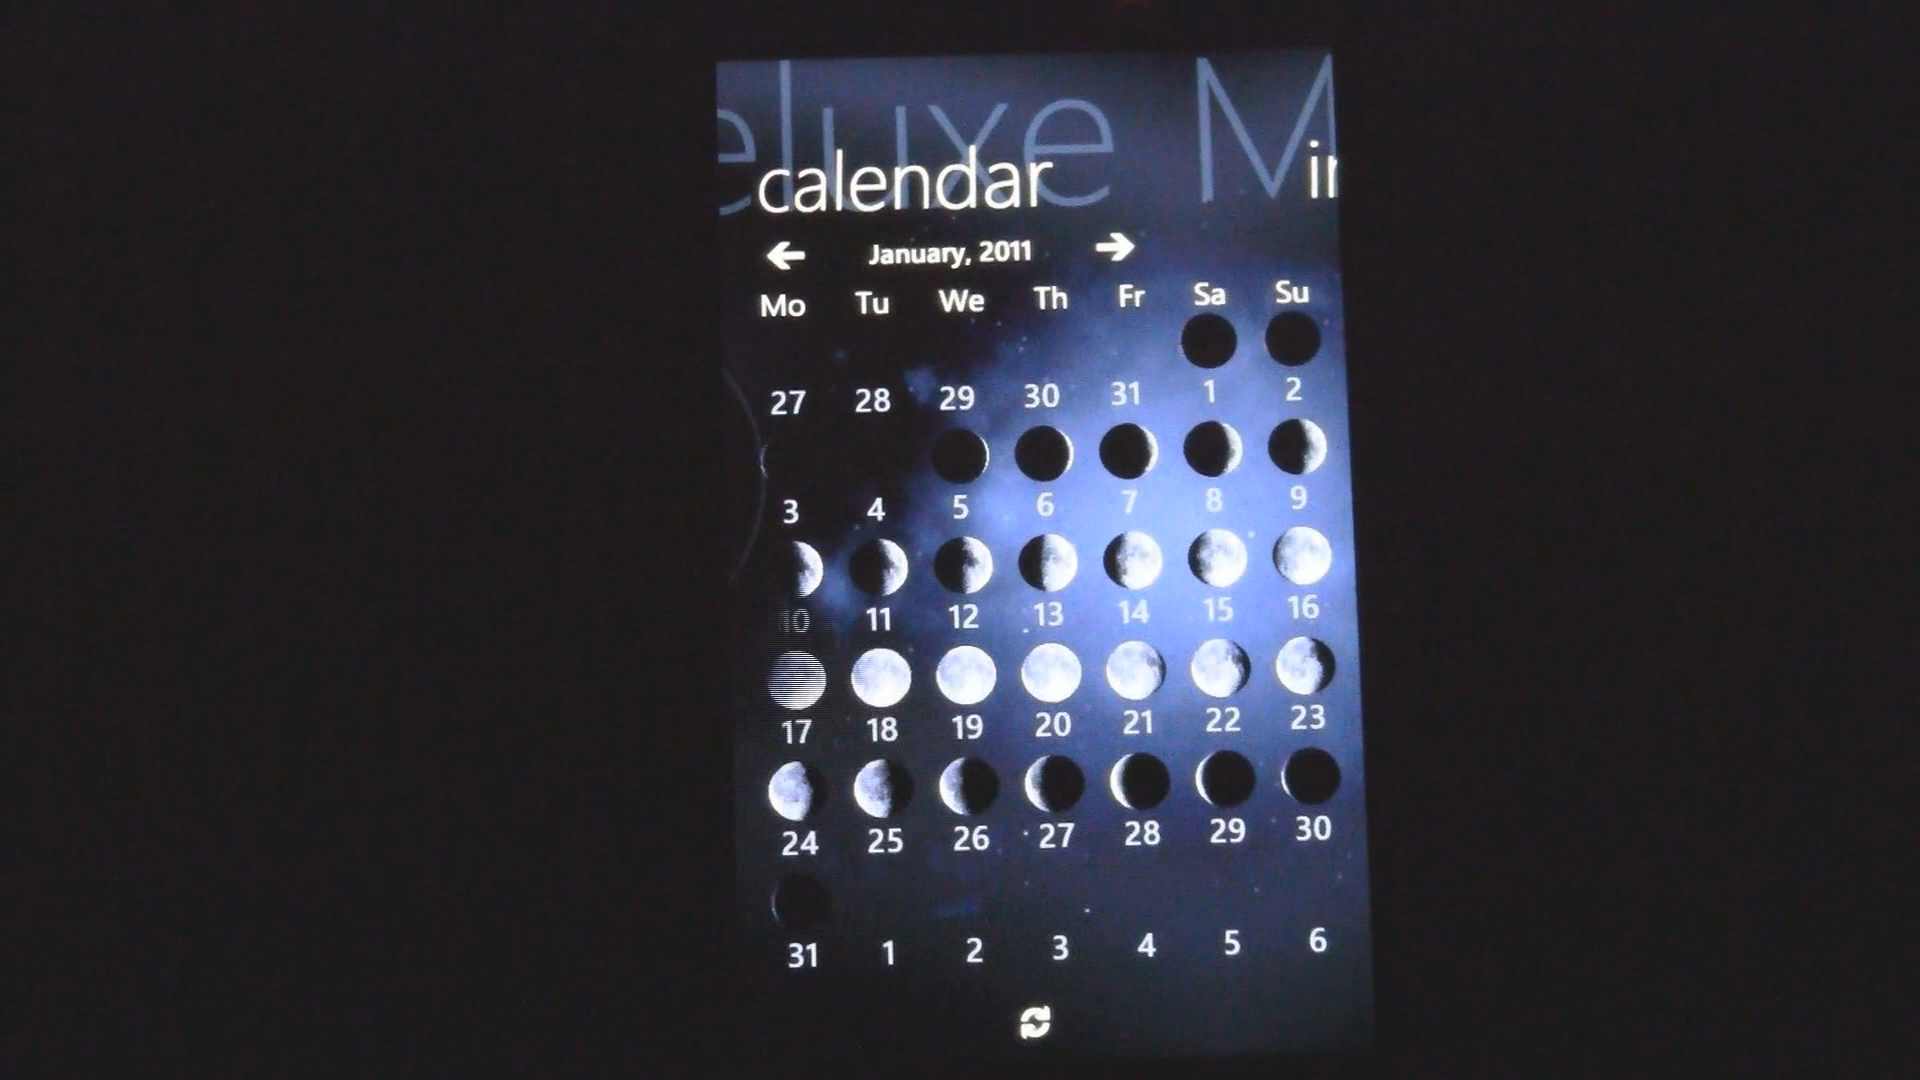 eluxe M
calendar
January, 2011
Mo Tu We Th Fr Sa Su
27 28 29 30 31 1 2
3 4 5 6 7 8 9
10 11 12 13 14 15 16
17 18 19 20 21 22 23
24 25 26 27 28 29 30
31 1 2 3 4 5 6